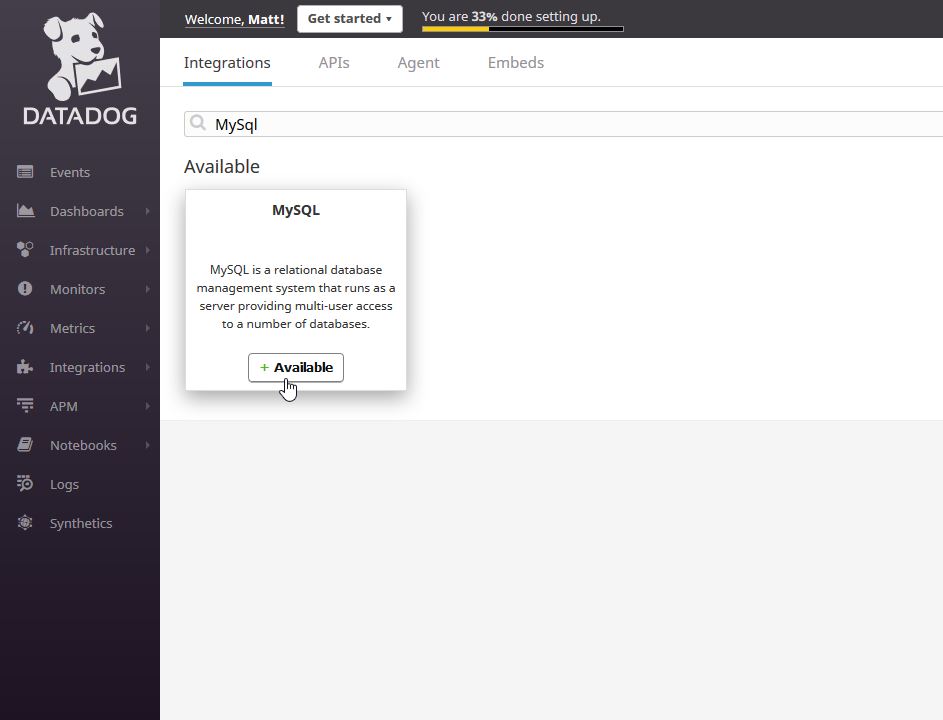 DATADOG
Events
Dashboards
Infrastructure
Monitors
Metrics
Integrations
APM
Notebooks
Logs
Synthetics
Welcome, Matt!
Get started
You are 33% done setting up.
Integrations
APIs
Agent
Embeds
MySql
Available
MySQL
MySQL is a relational database
management system that runs as a
server providing multi-user access
to a number of databases.
+ Available